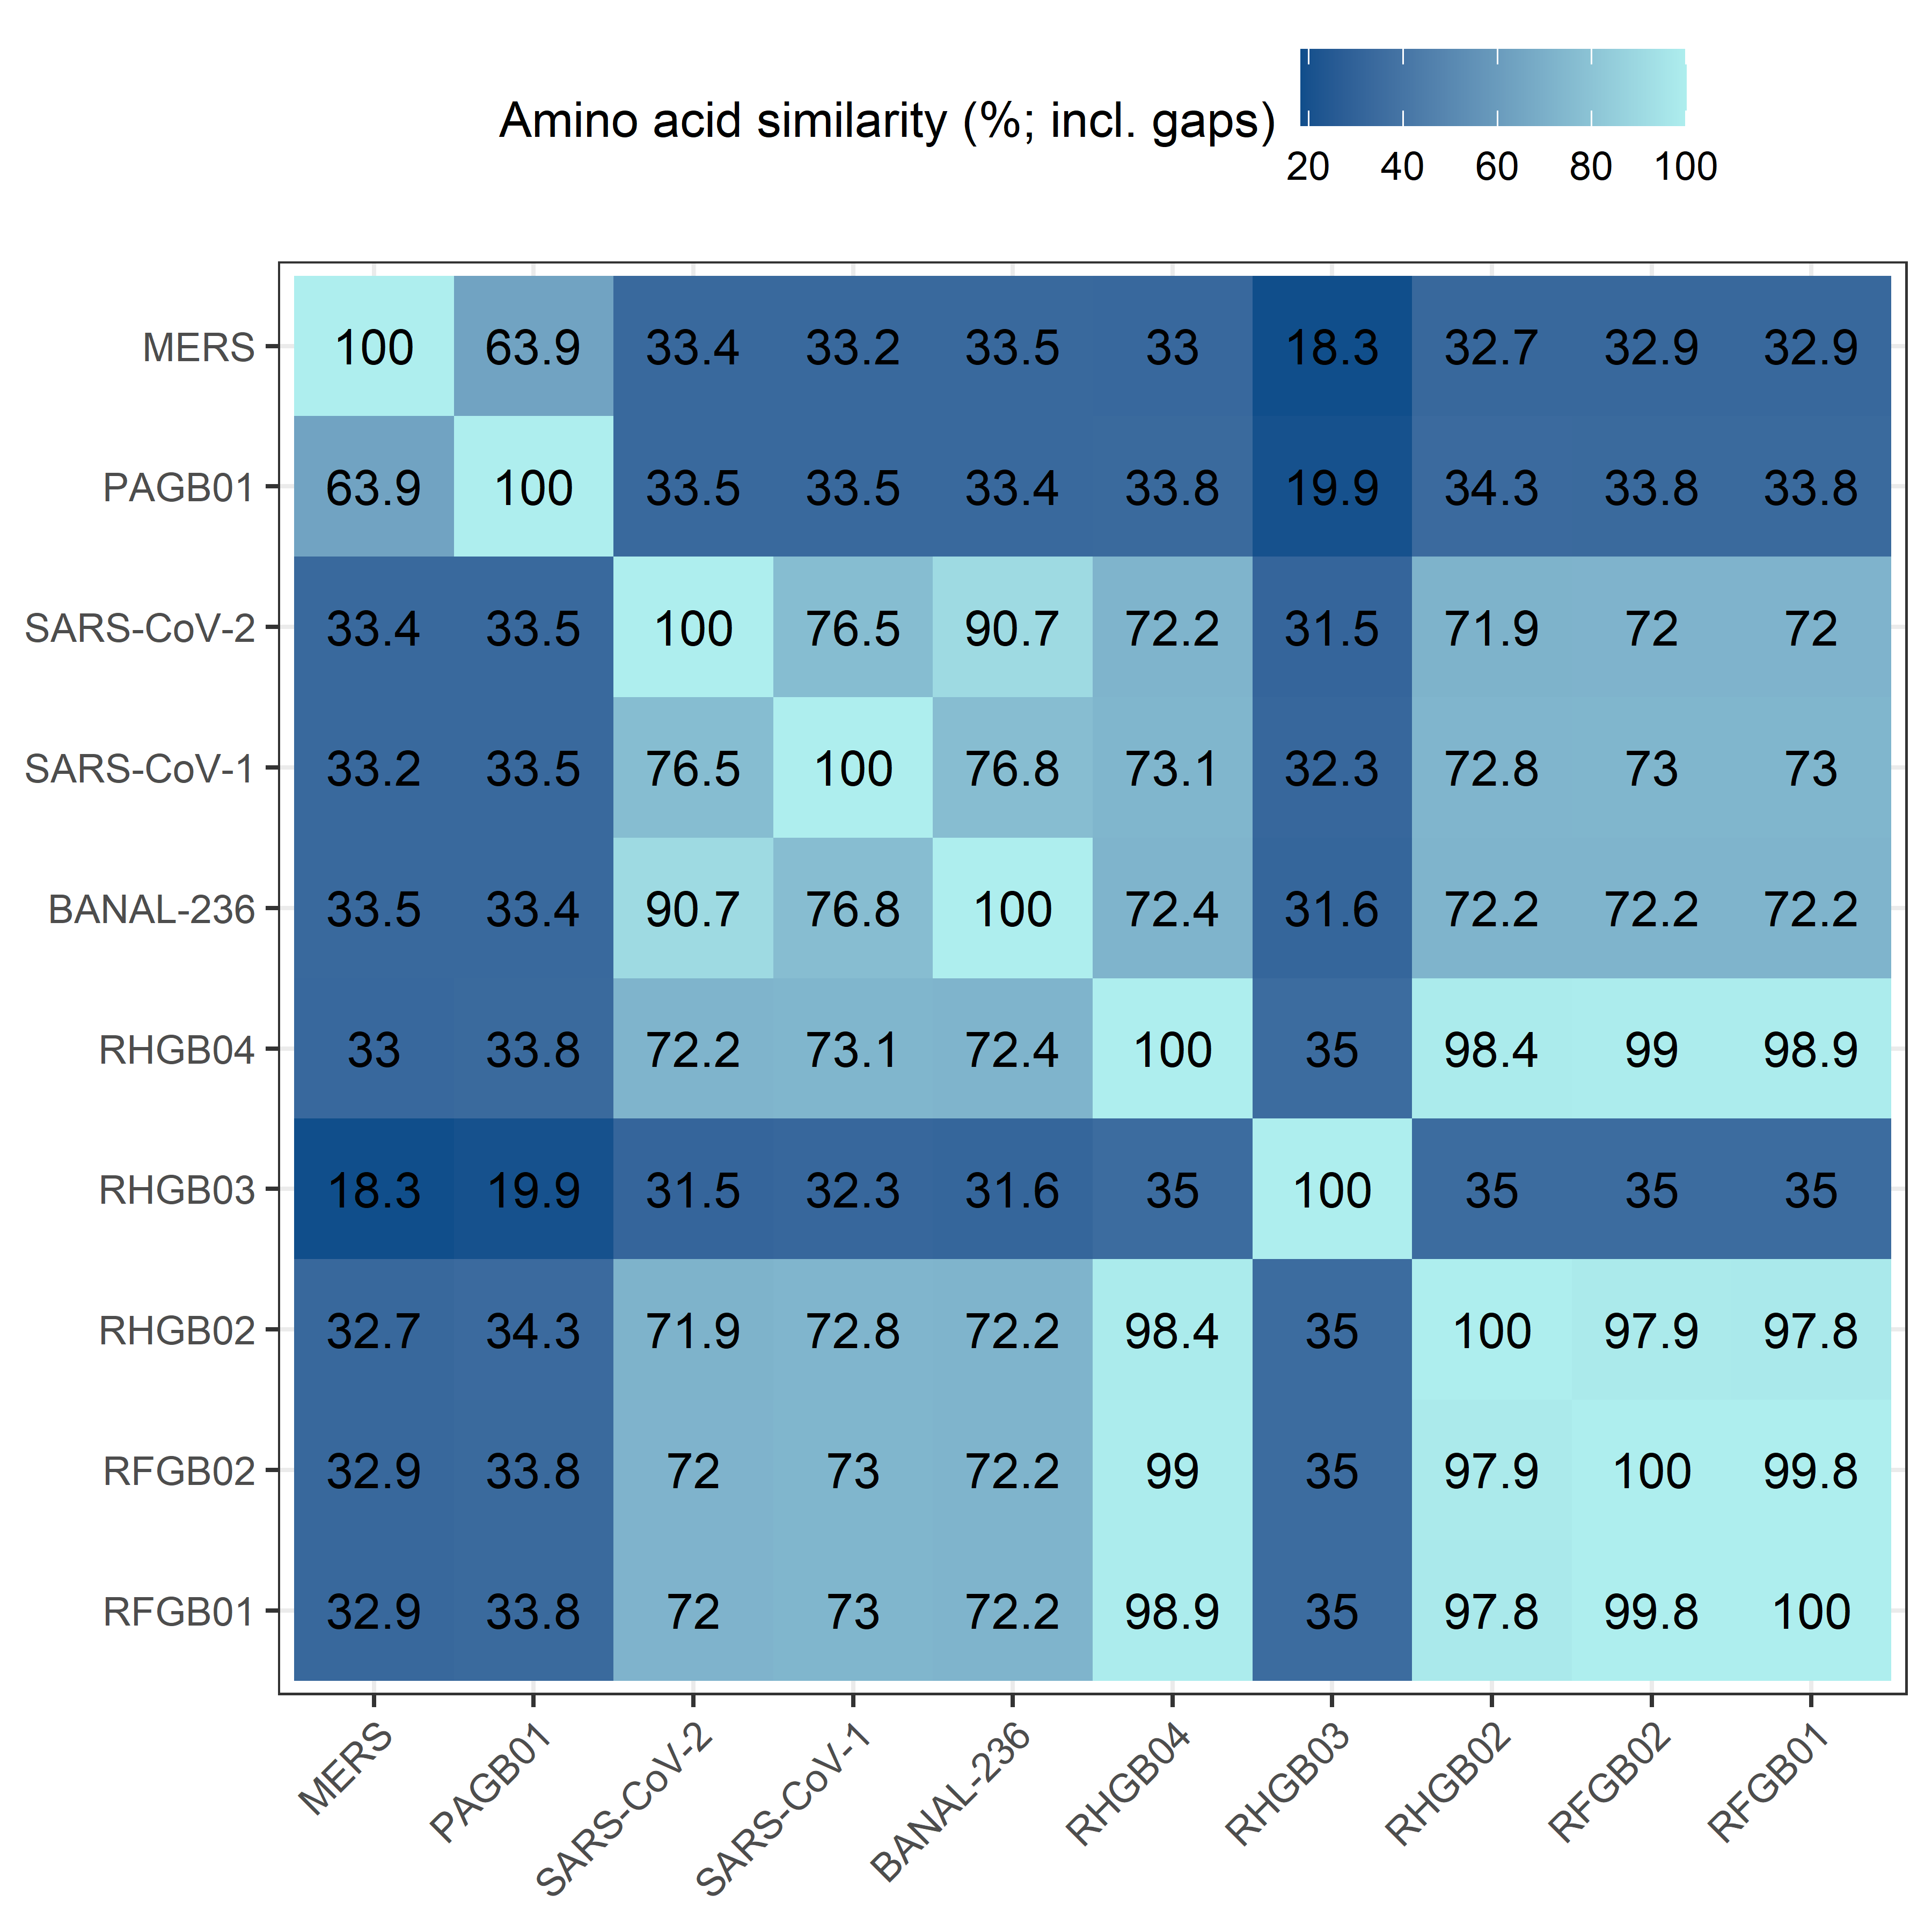 Amino acid similarity (%; incl. gaps)
20 40 60 80 100
MERS 100 63.9 33.4 33.2 33.5 33 18.3 32.7 32.9 32.9
PAGB01 63.9 100 33.5 33.5 33.4 33.8 19.9 34.3 33.8 33.8
SARS-CoV-2 33.4 33.5 100 76.5 90.7 72.2 31.5 71.9 72 72
SARS-CoV-1 33.2 33.5 76.5 100 76.8 73.1 32.3 72.8 73 73
BANAL-236 33.5 33.4 90.7 76.8 100 72.4 31.6 72.2 72.2 72.2
RHGB04 33 33.8 72.2 73.1 72.4 100 35 98.4 99 98.9
RHGB03 18.3 19.9 31.5 32.3 31.6 35 100 35 35 35
RHGB02 32.7 34.3 71.9 72.8 72.2 98.4 35 100 97.9 97.8
RFGB02 32.9 33.8 72 73 72.2 99 35 97.9 100 99.8
RFGB01 32.9 33.8 72 73 72.2 98.9 35 97.8 99.8 100
MERS PAGB01 SARS-CoV-2 SARS-CoV-1 BANAL-236 RHGB04 RHGB03 RHGB02 RFGB02 RFGB01